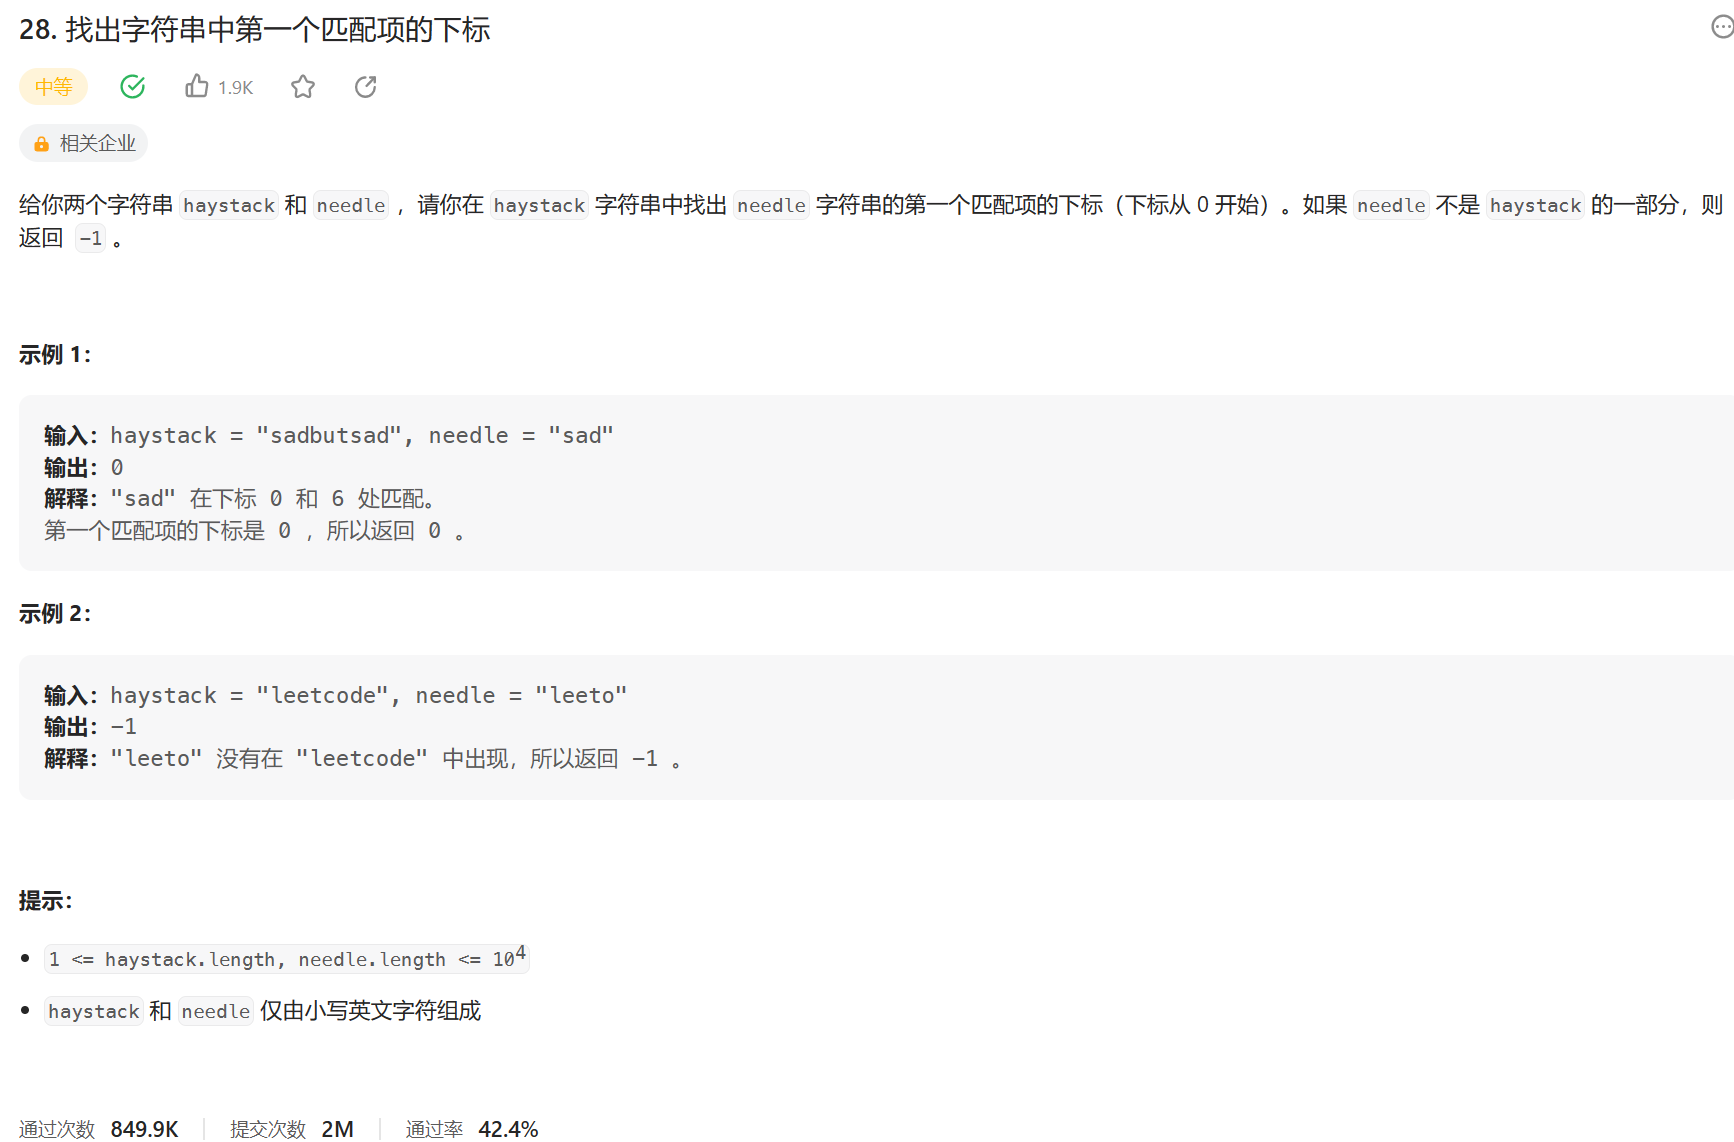 28. 找出字符串中第一个匹配项的下标
中等 1.9K
相关企业
给你两个字符串 haystack 和 needle ，请你在 haystack 字符串中找出 needle 字符串的第一个匹配项的下标（下标从 0 开始）。如果 needle 不是 haystack 的一部分，则
返回 -1 。
示例 1：
输入：haystack = "sadbutsad", needle = "sad"
输出：0
解释："sad" 在下标 0 和 6 处匹配。
第一个匹配项的下标是 0 ，所以返回 0 。
示例 2：
输入：haystack = "leetcode", needle = "leeto"
输出：-1
解释："leeto" 没有在 "leetcode" 中出现，所以返回 -1 。
提示：
1 <= haystack.length, needle.length <= 10⁴
haystack 和 needle 仅由小写英文字符组成
通过次数 849.9K 提交次数 2M 通过率 42.4%